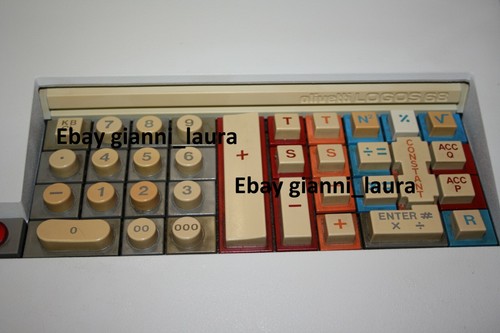 olivetti LOGOS 68
KB 7 8 9 T T N² % √
Ebay gianni_laura
. 4 5 6 + S S ÷= CONSTANT ACC Q
Ebay gianni_laura
− 1 2 3 − ACC P
0 00 000 + ENTER # R
× ÷